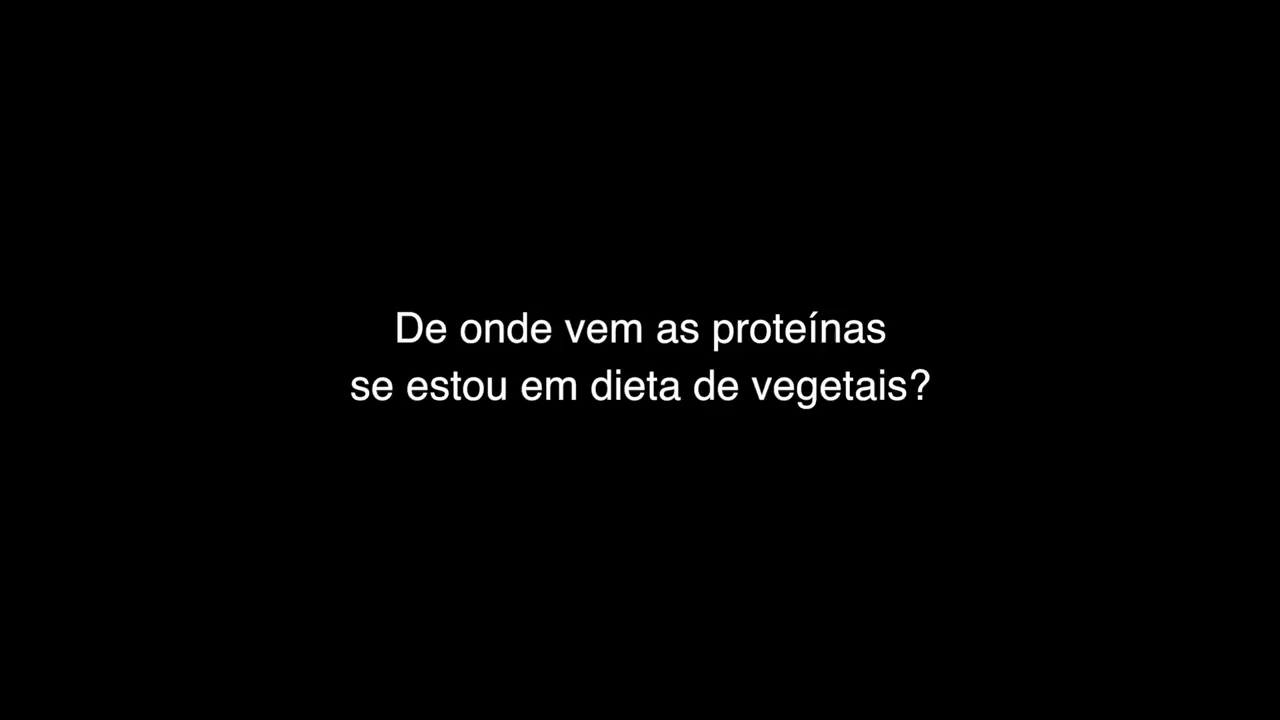 De onde vem as proteínas
se estou em dieta de vegetais?